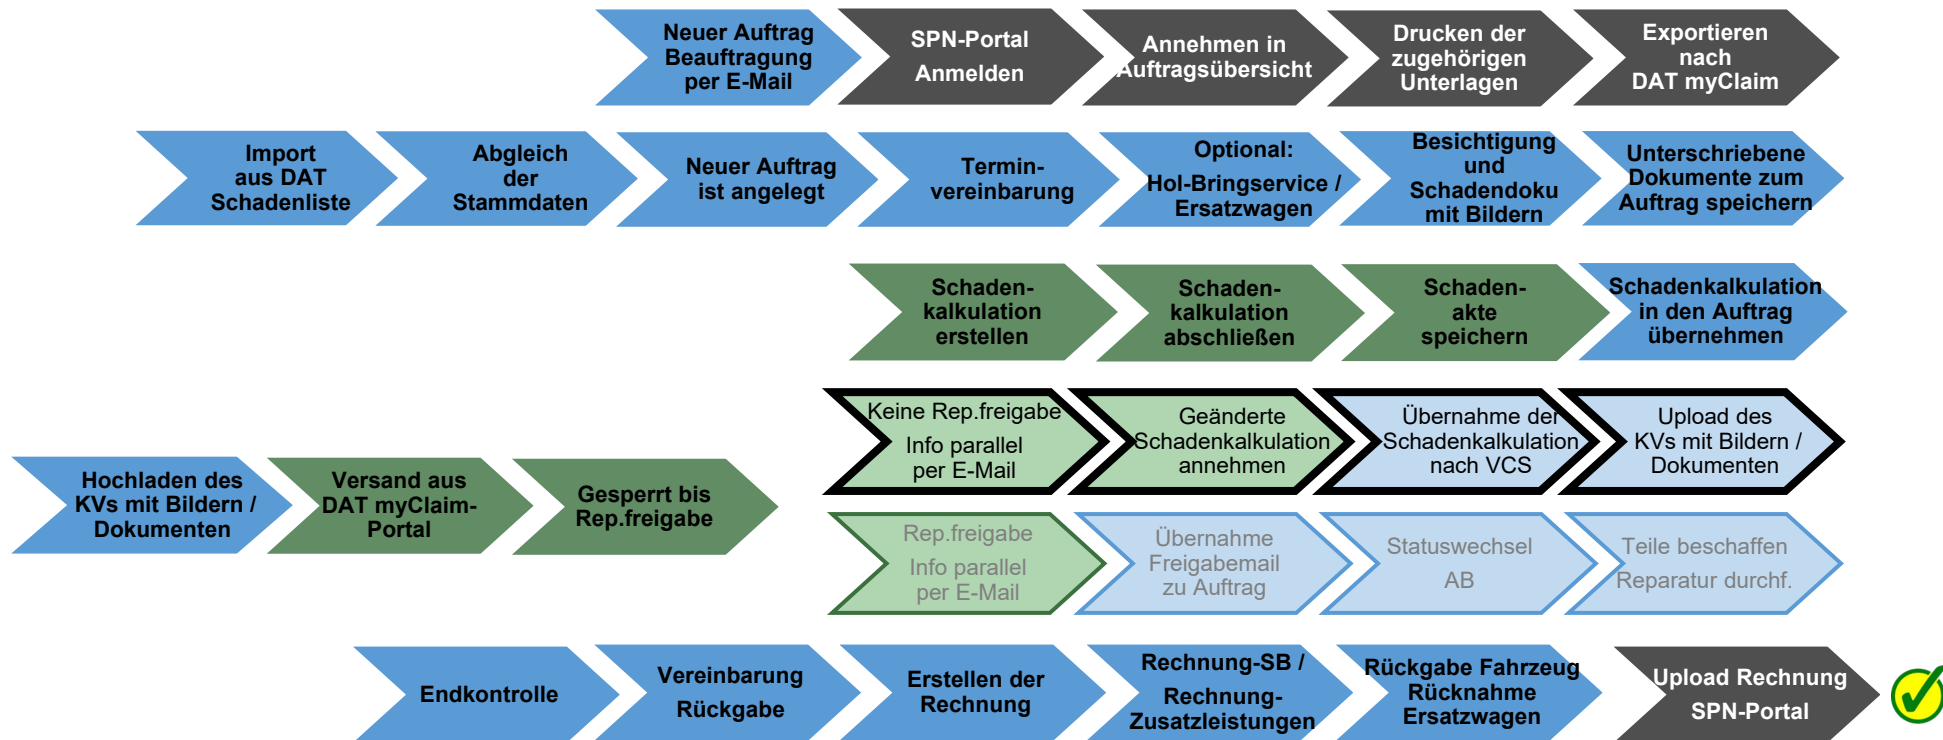 Neuer Auftrag
Beauftragung
per E-Mail
SPN-Portal
Anmelden
Annehmen in
Auftragsübersicht
Drucken der
zugehörigen
Unterlagen
Exportieren
nach
DAT myClaim
Import
aus DAT
Schadenliste
Abgleich
der
Stammdaten
Neuer Auftrag
ist angelegt
Termin-
vereinbarung
Optional:
Hol-Bringservice /
Ersatzwagen
Besichtigung
und
Schadendoku
mit Bildern
Unterschriebene
Dokumente zum
Auftrag speichern
Schaden-
kalkulation
erstellen
Schaden-
kalkulation
abschließen
Schaden-
akte
speichern
Schadenkalkulation
in den Auftrag
übernehmen
Hochladen des
KVs mit Bildern /
Dokumenten
Versand aus
DAT myClaim-
Portal
Gesperrt bis
Rep.freigabe
Keine Rep.freigabe
Info parallel
per E-Mail
Geänderte
Schadenkalkulation
annehmen
Übernahme der
Schadenkalkulation
nach VCS
Upload des
KVs mit Bildern /
Dokumenten
Rep.freigabe
Info parallel
per E-Mail
Übernahme
Freigabemail
zu Auftrag
Statuswechsel
AB
Teile beschaffen
Reparatur durchf.
Endkontrolle
Vereinbarung
Rückgabe
Erstellen der
Rechnung
Rechnung-SB /
Rechnung-
Zusatzleistungen
Rückgabe Fahrzeug
Rücknahme
Ersatzwagen
Upload Rechnung
SPN-Portal